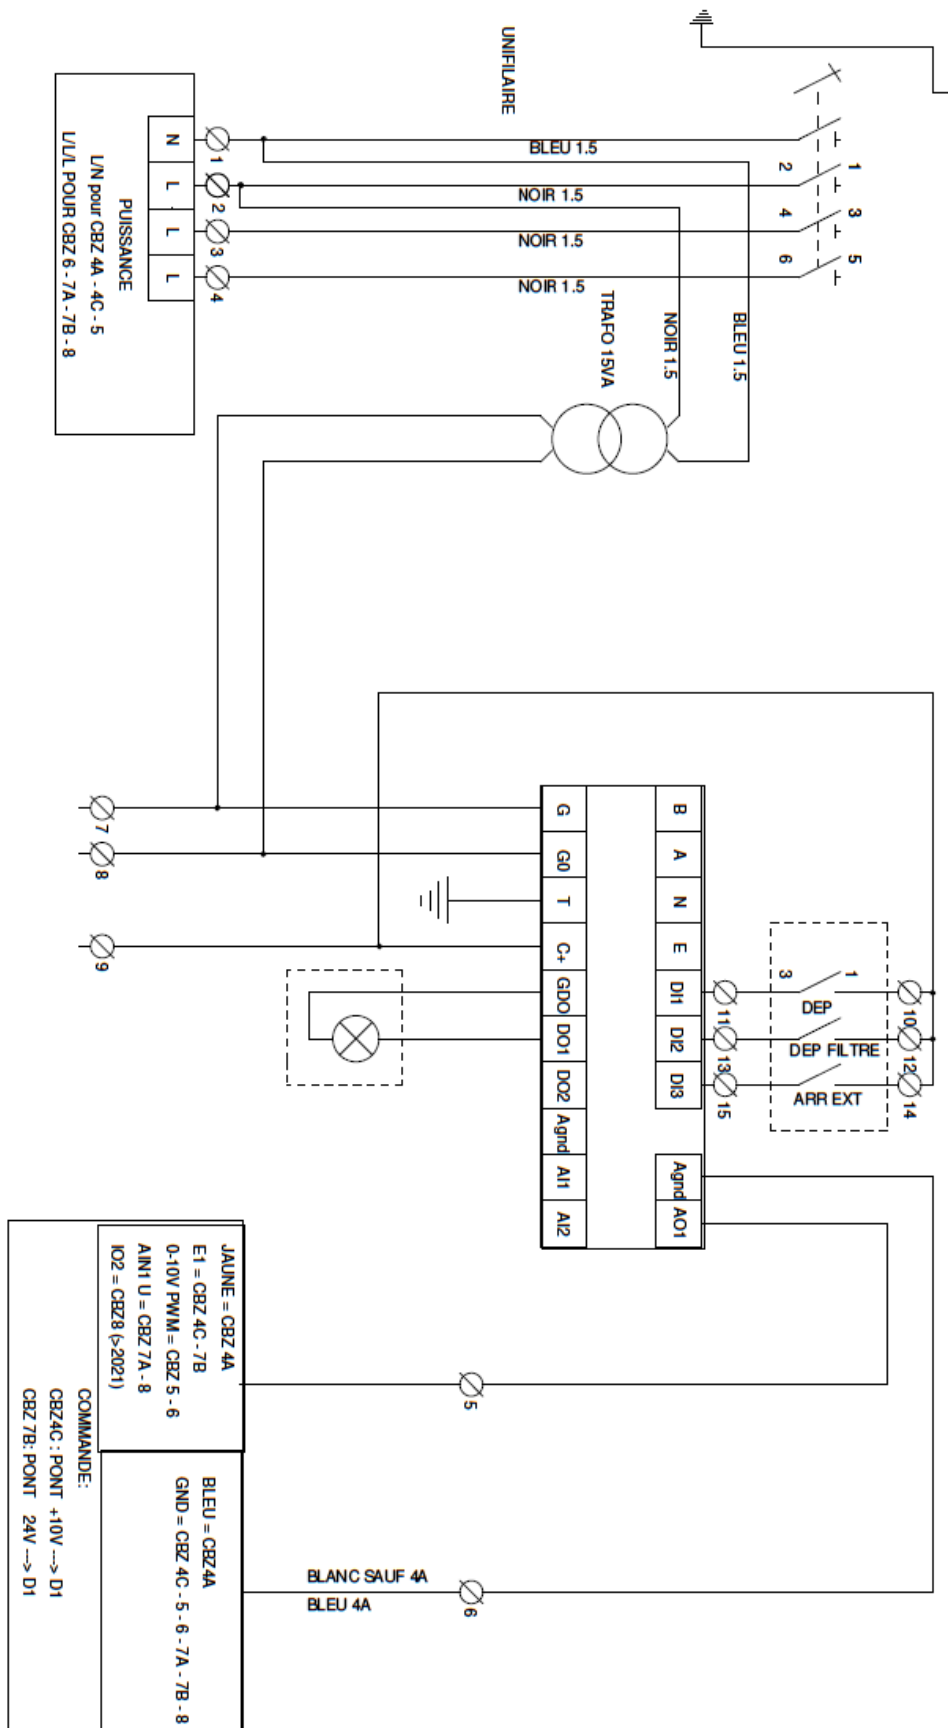 UNIFILAIRE
BLEU 1.5
NOIR 1.5
NOIR 1.5
NOIR 1.5
2
1
4
3
6
5
N
L
L
L
1
2
3
4
PUISSANCE
L/N pour CBZ 4A - 4C - 5
L/L/L POUR CBZ 6 - 7A - 7B - 8
TRAFO 15VA
NOIR 1.5
BLEU 1.5
7
8
9
G
G0
T
C+
GDO
DO1
DO2
Agnd
AI1
AI2
B
A
N
E
DI1
DI2
DI3
Agnd
AO1
3
1
DEP
DEP FILTRE
ARR EXT
11
10
13
12
15
14
5
6
JAUNE = CBZ 4A
E1 = CBZ 4C - 7B
0-10V PWM = CBZ 5 - 6
AIN1 U = CBZ 7A - 8
IO2 = CBZ8 (>2021)
BLEU = CBZ4A
GND = CBZ 4C - 5 - 6 - 7A - 7B - 8
BLANC SAUF 4A
BLEU 4A
COMMANDE:
CBZ4C : PONT +10V ---> D1
CBZ 7B: PONT 24V ---> D1